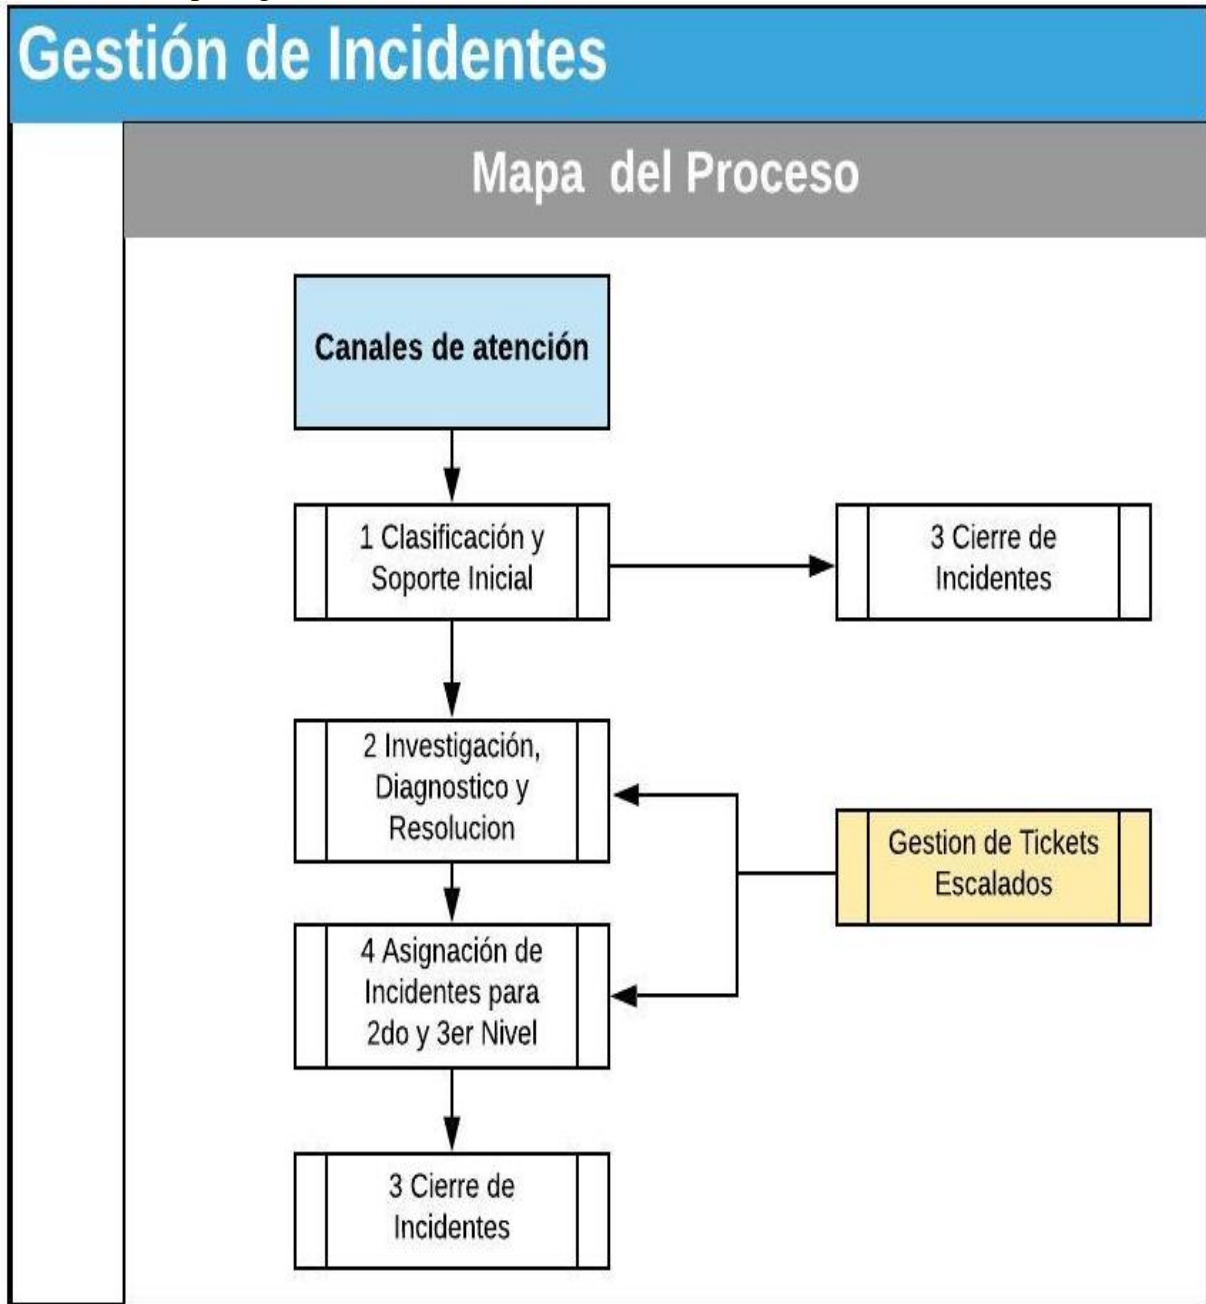 Gestión de Incidentes
Mapa del Proceso
Canales de atención
1 Clasificación y
Soporte Inicial
3 Cierre de
Incidentes
2 Investigación,
Diagnostico y
Resolucion
Gestion de Tickets
Escalados
4 Asignación de
Incidentes para
2do y 3er Nivel
3 Cierre de
Incidentes